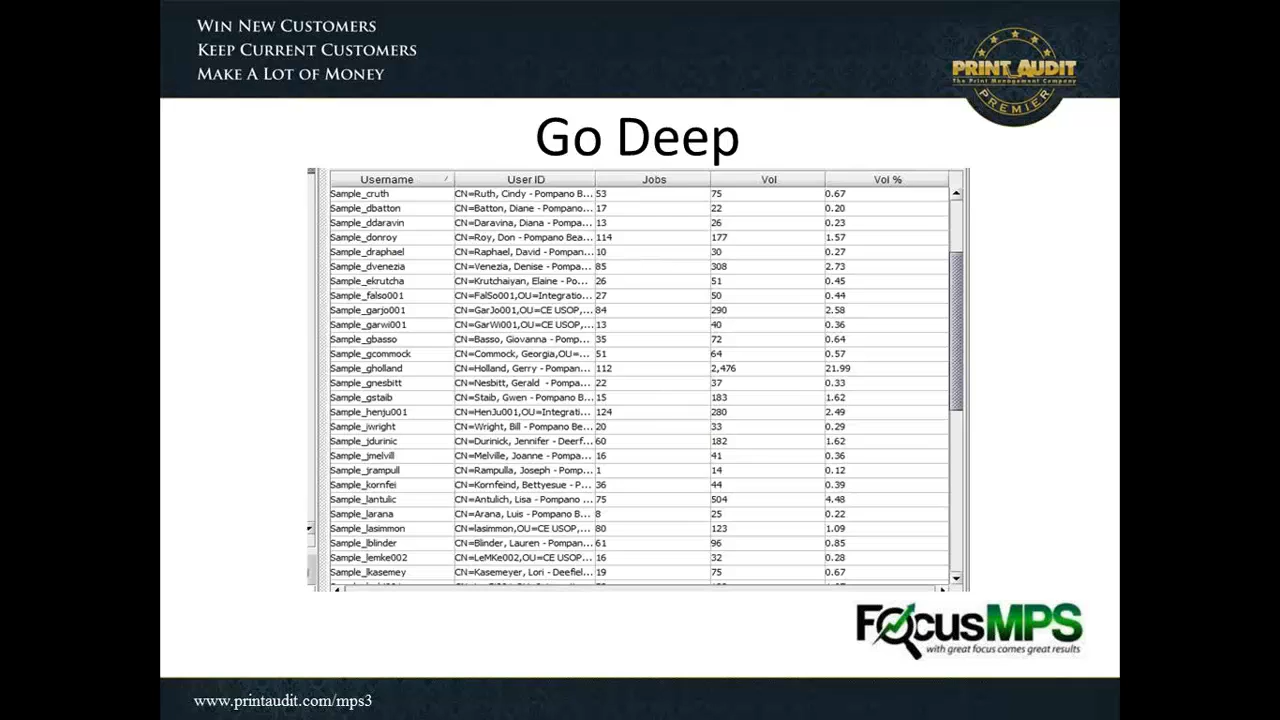 WIN NEW CUSTOMERS
KEEP CURRENT CUSTOMERS
MAKE A LOT OF MONEY
PRINT AUDIT
The Print Management Company
PREMIER
Go Deep
Username / User ID Jobs Vol Vol %
Sample_cruth CN=Ruth, Cindy - Pompano B... 53 75 0.67
Sample_dbatton CN=Batton, Diane - Pompano... 17 22 0.20
Sample_ddaravin CN=Daravina, Diana - Pompa... 13 26 0.23
Sample_donroy CN=Roy, Don - Pompano Bea... 114 177 1.57
Sample_draphael CN=Raphael, David - Pompan... 10 30 0.27
Sample_dvenezia CN=Venezia, Denise - Pompa... 85 308 2.73
Sample_ekrutcha CN=Krutchaiyan, Elaine - Po... 26 51 0.45
Sample_falso001 CN=FalSo001,OU=Integratio... 27 50 0.44
Sample_garjo001 CN=GarJo001,OU=CE USOP,... 84 290 2.58
Sample_garwi001 CN=GarWi001,OU=CE USOP,... 13 40 0.36
Sample_gbasso CN=Basso, Giovanna - Pomp... 35 72 0.64
Sample_gcommock CN=Commock, Georgia,OU=... 51 64 0.57
Sample_gholland CN=Holland, Gerry - Pompan... 112 2,476 21.99
Sample_gnesbitt CN=Nesbitt, Gerald - Pompa... 22 37 0.33
Sample_gstaib CN=Staib, Gwen - Pompano B... 15 183 1.62
Sample_henju001 CN=HenJu001,OU=Integrati... 124 280 2.49
Sample_iwright CN=Wright, Bill - Pompano Be... 20 33 0.29
Sample_jdurinic CN=Durinick, Jennifer - Deerf... 60 182 1.62
Sample_jmelvill CN=Melville, Joanne - Pompa... 16 41 0.36
Sample_jrampull CN=Rampulla, Joseph - Pomp... 1 14 0.12
Sample_kornfei CN=Kornfeind, Bettyesue - P... 36 44 0.39
Sample_lantulic CN=Antulich, Lisa - Pompano ... 75 504 4.48
Sample_larana CN=Arana, Luis - Pompano B... 8 25 0.22
Sample_lasimmon CN=lasimmon,OU=CE USOP,... 80 123 1.09
Sample_lblinder CN=Blinder, Lauren - Pompan... 61 96 0.85
Sample_lemke002 CN=LeMKe002,OU=CE USOP... 16 32 0.28
Sample_lkasemey CN=Kasemeyer, Lori - Deefiel... 19 75 0.67
FocusMPS
with great focus comes great results
www.printaudit.com/mps3